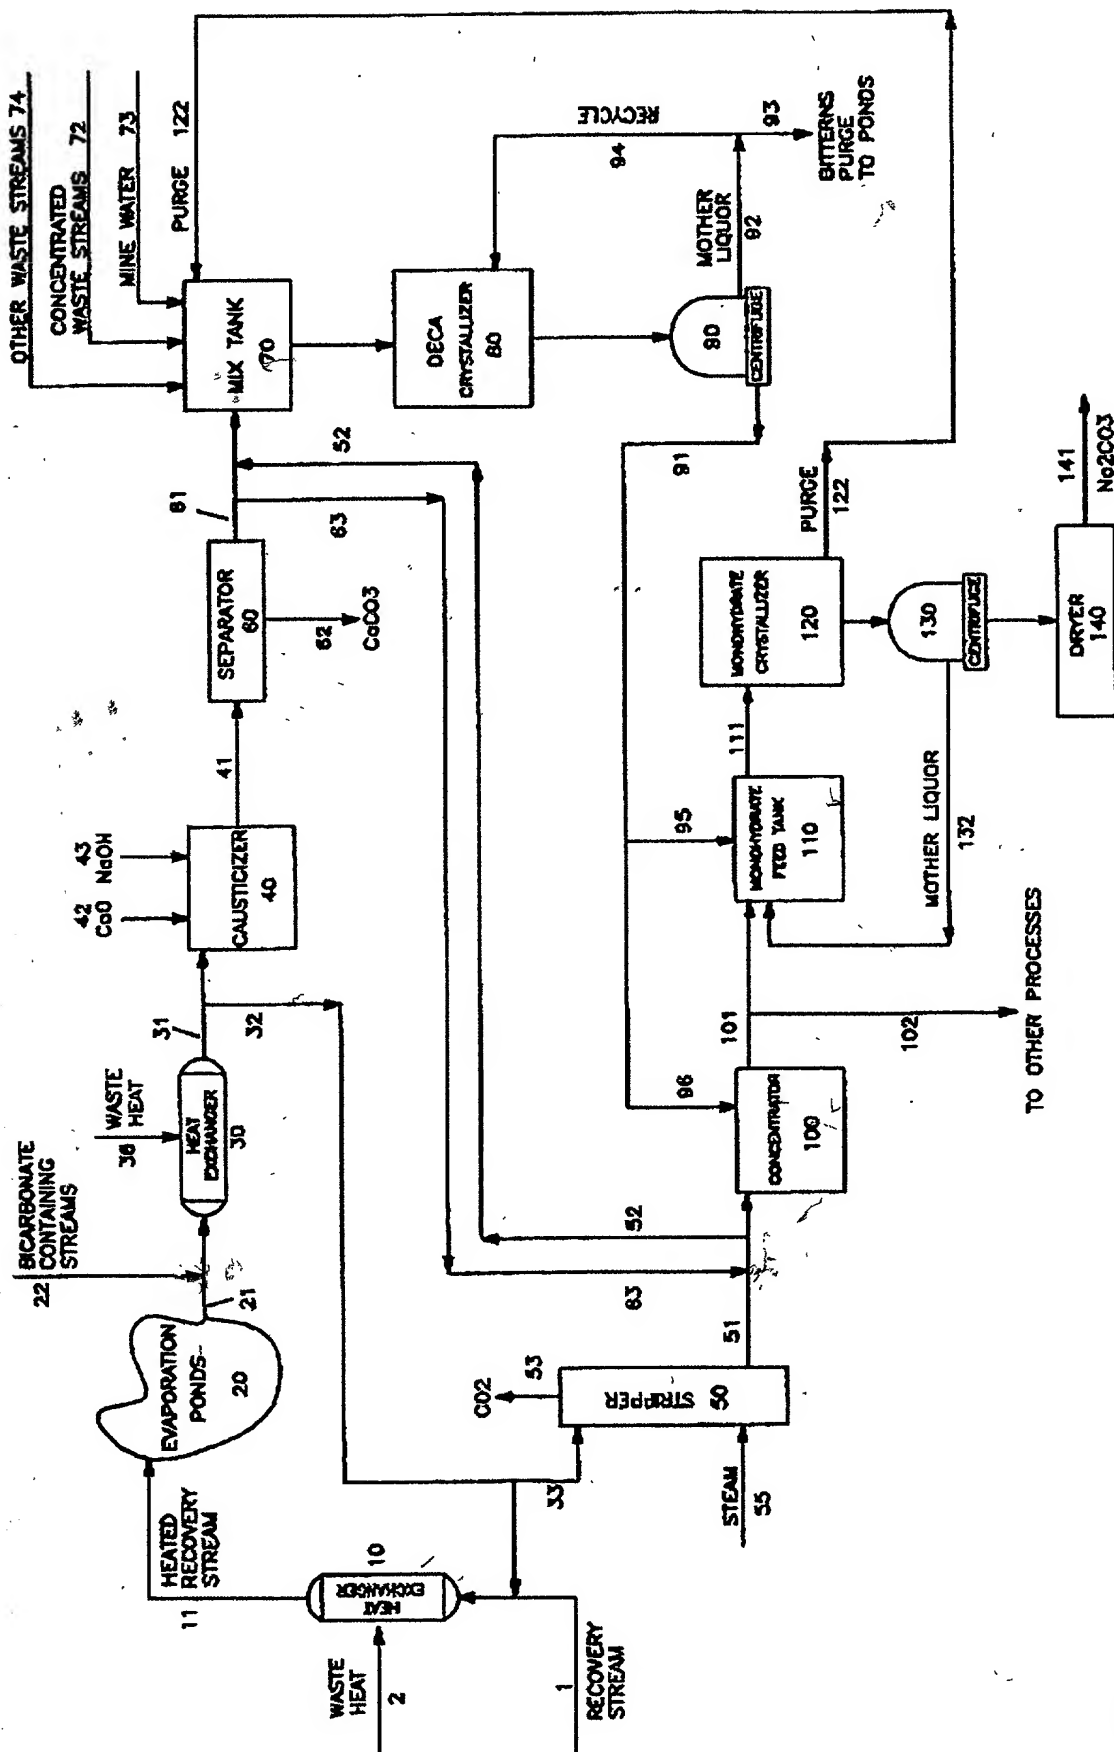 OTHER WASTE STREAMS 74
CONCENTRATED
WASTE STREAMS 72
MINE WATER 73
PURGE 122
MIX TANK
70
DECA
CRYSTALLIZER
80
RECYCLE
94
MOTHER
LIQUOR
92
93
BITTERNS
PURGE
TO PONDS
90
CENTRIFUGE
91
61
52
63
SEPARATOR
60
62
CaCO3
41
43
NaOH
42
CaO
CAUSTICIZER
40
31
32
38
WASTE
HEAT
HEAT
EXCHANGER
30
22
BICARBONATE
CONTAINING
STREAMS
21
EVAPORATION
PONDS
20
HEATED
RECOVERY
STREAM
11
HEAT
EXCHANGER
10
WASTE
HEAT
2
1
RECOVERY
STREAM
33
CO2
53
STRIPPER
50
STEAM
55
51
63
52
96
CONCENTRATOR
100
101
102
TO OTHER PROCESSES
95
MONOHYDRATE
FEED TANK
110
111
MONOHYDRATE
CRYSTALLIZER
120
PURGE
122
MOTHER LIQUOR
132
130
CENTRIFUGE
DRYER
140
141
Na2CO3